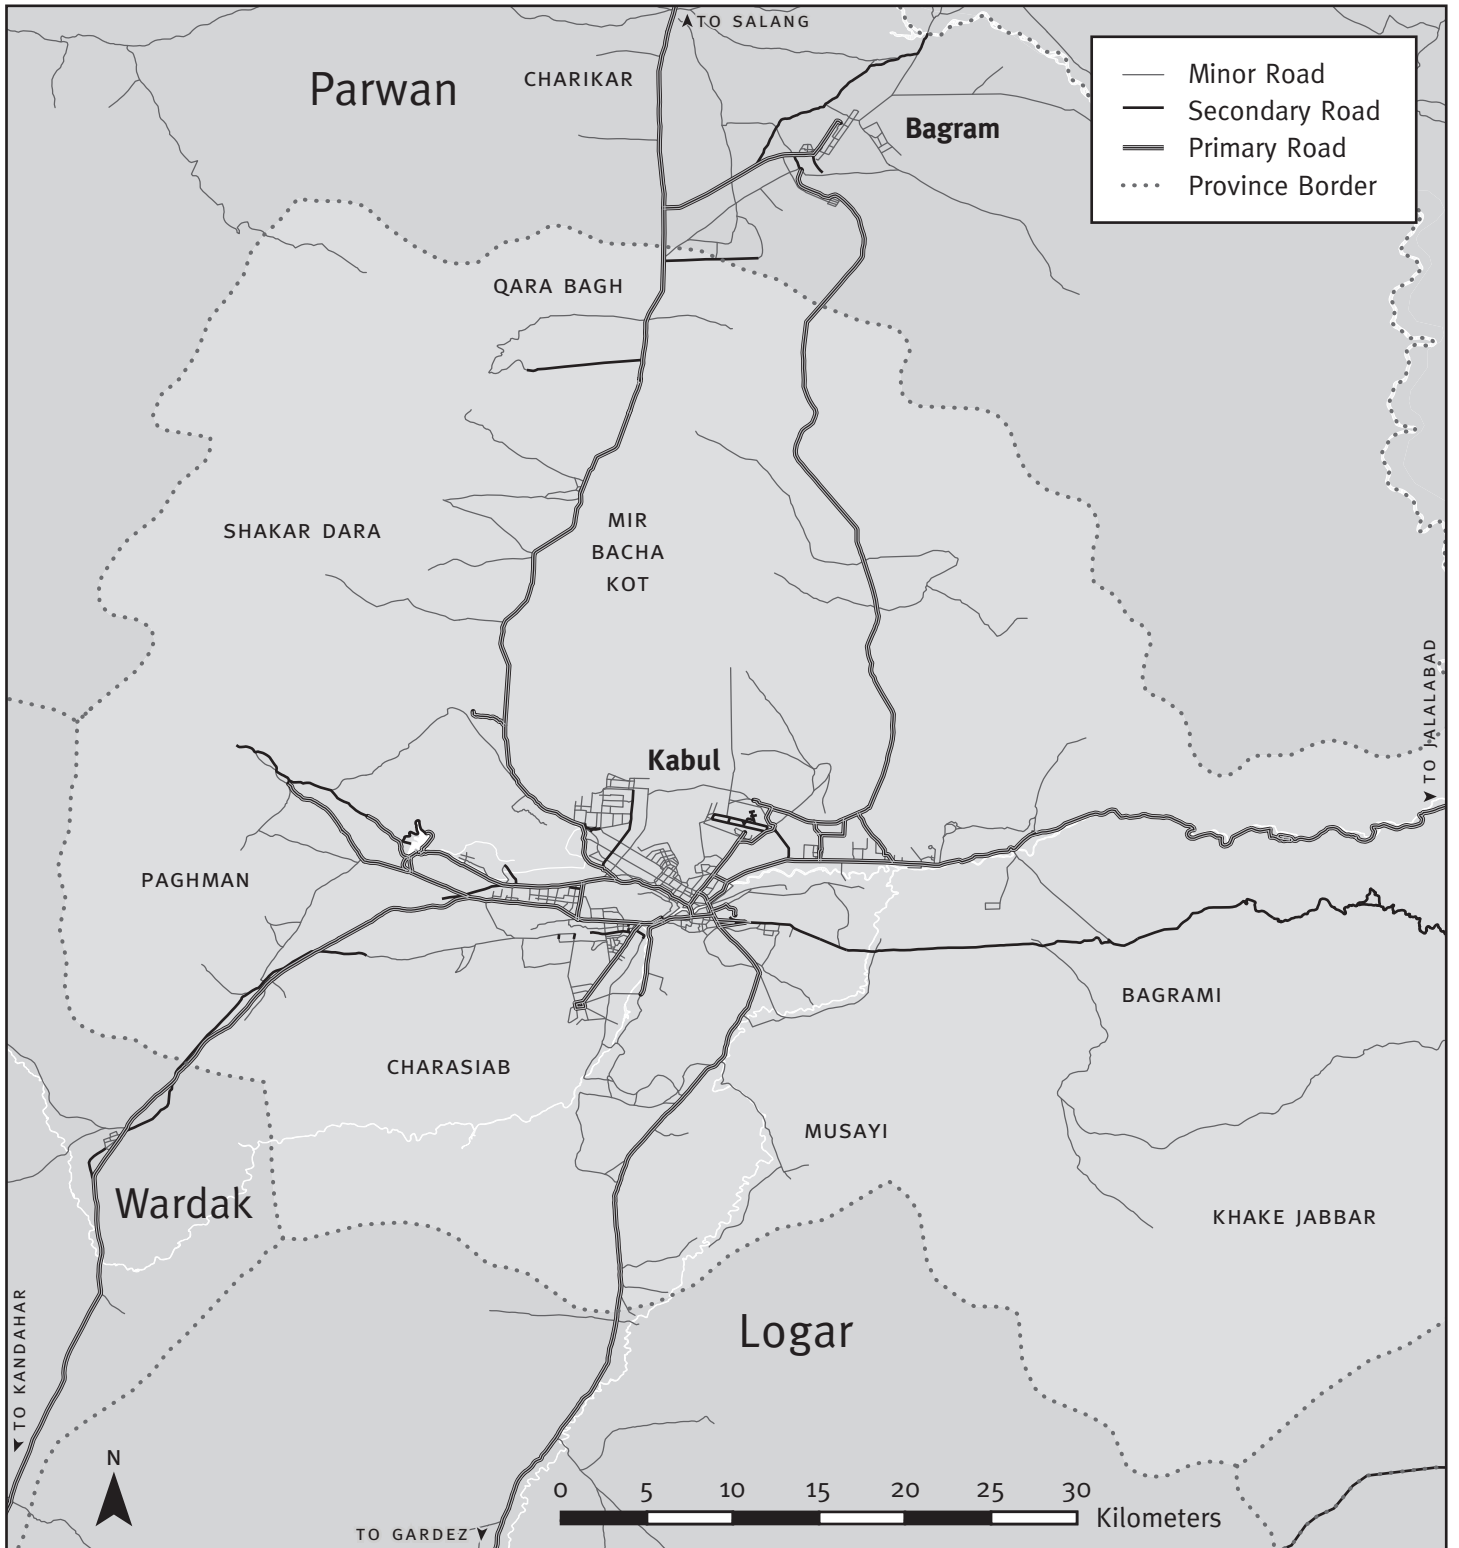 TO SALANG
Parwan
CHARIKAR
Bagram
Minor Road
Secondary Road
Primary Road
Province Border
QARA BAGH
SHAKAR DARA
MIR
BACHA
KOT
TO JALALABAD
Kabul
PAGHMAN
BAGRAMI
CHARASIAB
MUSAYI
Wardak
KHAKE JABBAR
Logar
TO KANDAHAR
N
0 5 10 15 20 25 30
Kilometers
TO GARDEZ